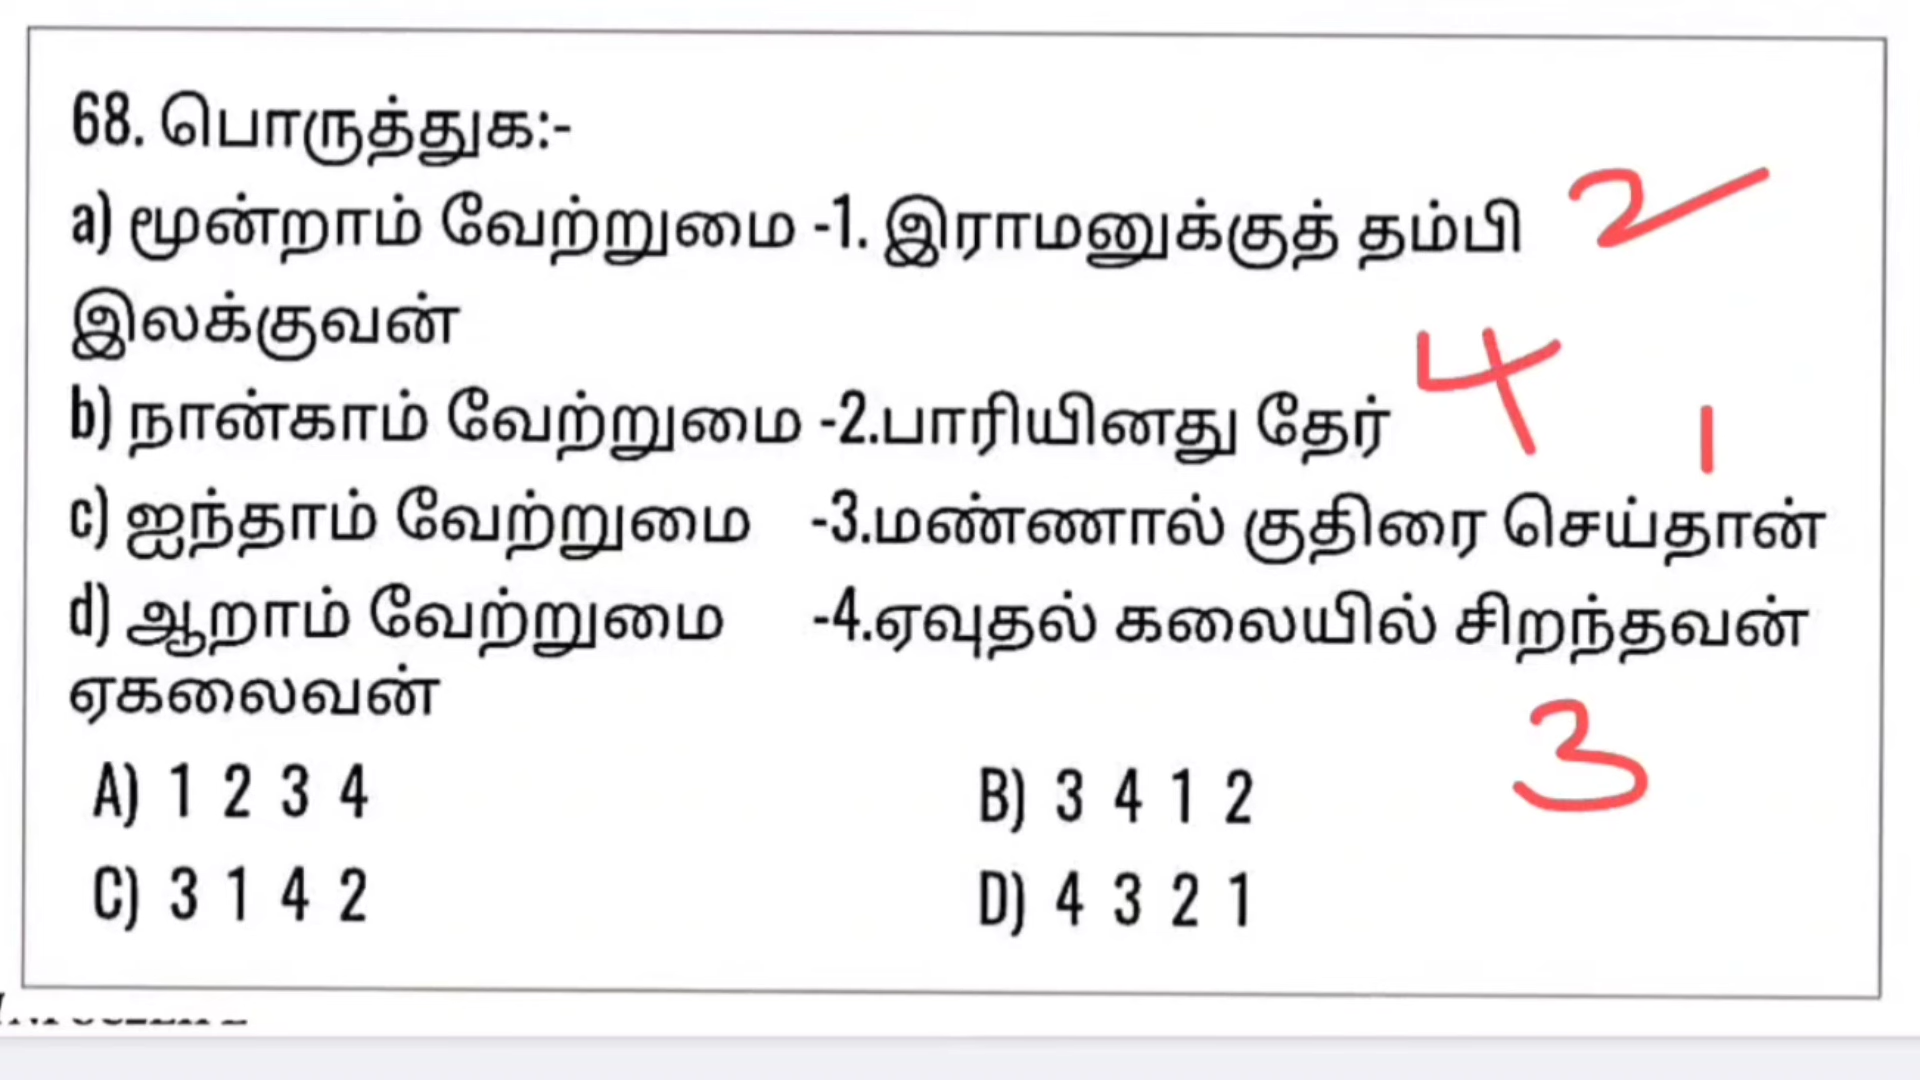 68. பொருத்துக:-
a) மூன்றாம் வேற்றுமை -1. இராமனுக்குத் தம்பி 2
இலக்குவன்
b) நான்காம் வேற்றுமை -2.பாரியினது தேர் 4 1
c) ஐந்தாம் வேற்றுமை -3.மண்ணால் குதிரை செய்தான்
d) ஆறாம் வேற்றுமை -4.ஏவுதல் கலையில் சிறந்தவன்
ஏகலைவன்
3
A) 1 2 3 4 B) 3 4 1 2
C) 3 1 4 2 D) 4 3 2 1